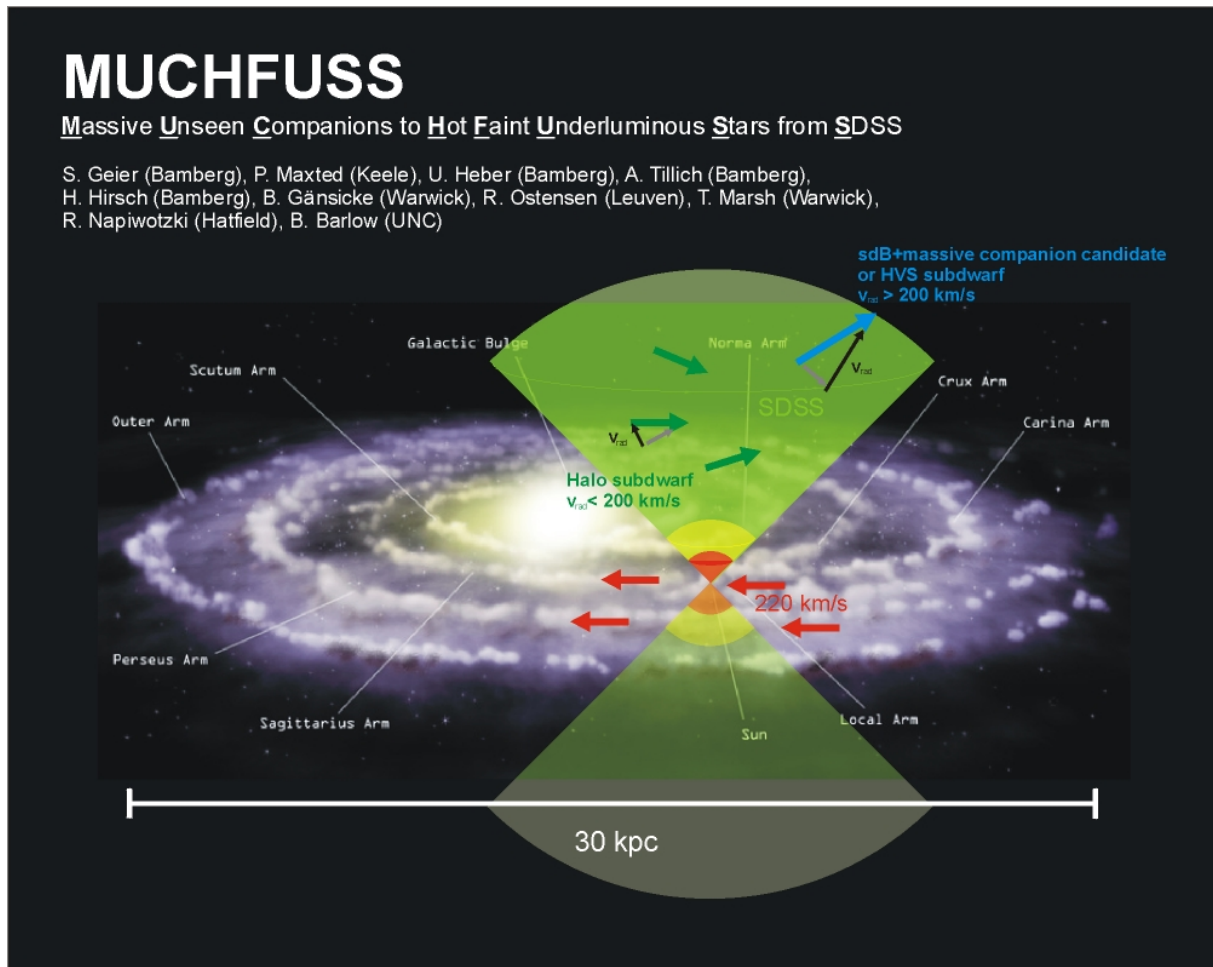 MUCHFUSS
Massive Unseen Companions to Hot Faint Underluminous Stars from SDSS
S. Geier (Bamberg), P. Maxted (Keele), U. Heber (Bamberg), A. Tillich (Bamberg),
H. Hirsch (Bamberg), B. Gänsicke (Warwick), R. Ostensen (Leuven), T. Marsh (Warwick),
R. Napiwotzki (Hatfield), B. Barlow (UNC)
sdB+massive companion candidate
or HVS subdwarf
vrad > 200 km/s
Galactic Bulge
Norma Arm
Scutum Arm
vrad
Crux Arm
SDSS
Outer Arm
Carina Arm
vrad
Halo subdwarf
vrad< 200 km/s
220 km/s
Perseus Arm
Sagittarius Arm
Local Arm
Sun
30 kpc